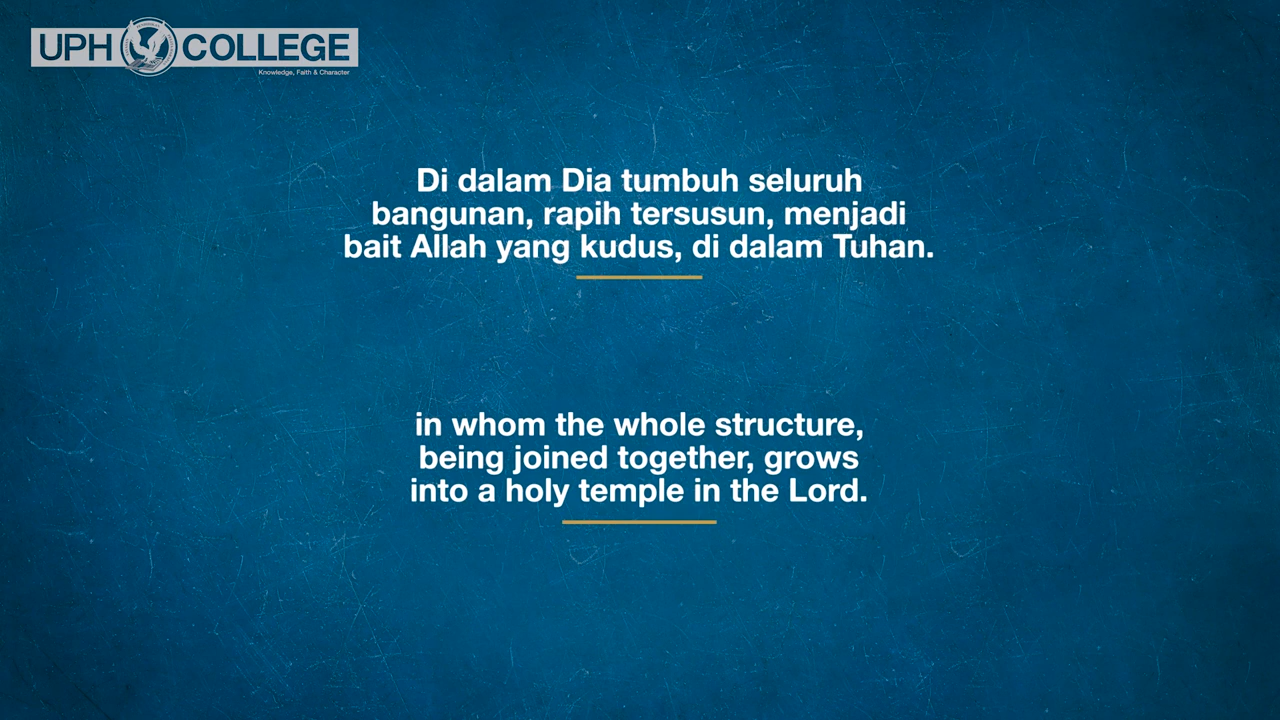 UPH COLLEGE
Knowledge, Faith & Character
Di dalam Dia tumbuh seluruh
bangunan, rapih tersusun, menjadi
bait Allah yang kudus, di dalam Tuhan.
in whom the whole structure,
being joined together, grows
into a holy temple in the Lord.